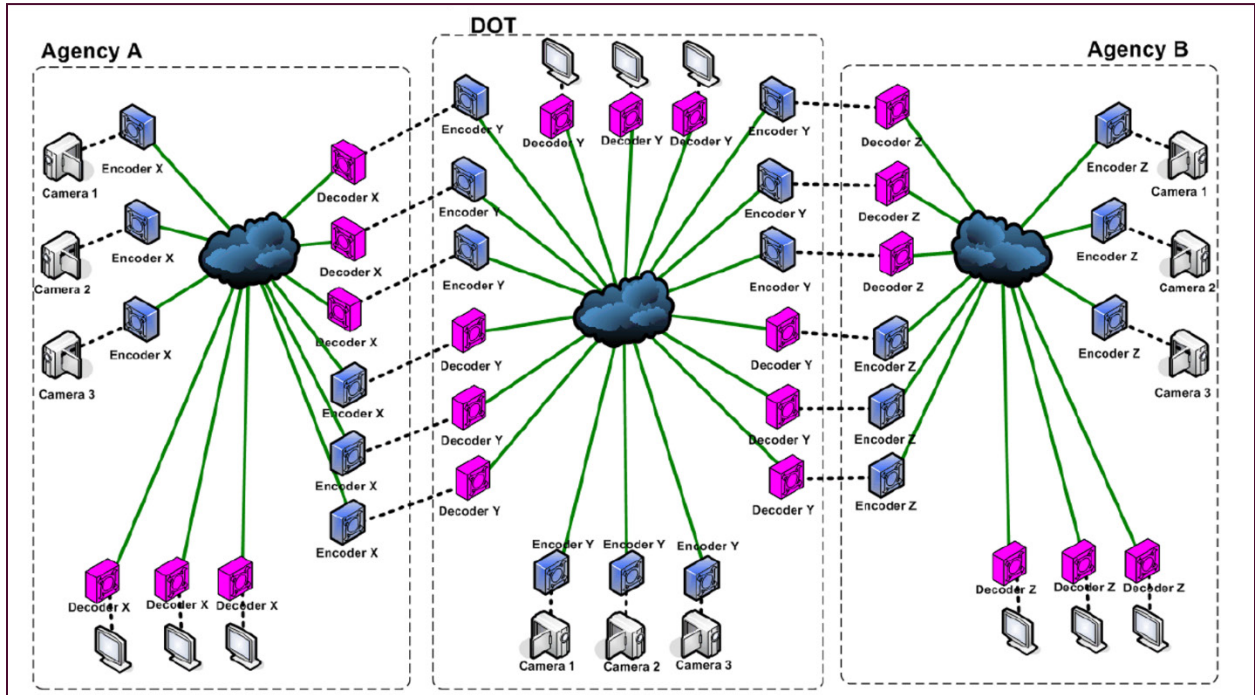 DOT
Agency A
Agency B
Encoder X
Camera 1
Encoder X
Camera 2
Encoder X
Camera 3
Decoder X
Decoder X
Decoder X
Encoder X
Encoder X
Encoder X
Decoder X
Decoder X
Decoder X
Encoder Y
Encoder Y
Encoder Y
Decoder Y
Decoder Y
Decoder Y
Decoder Y
Decoder Y
Decoder Y
Encoder Y
Encoder Y
Encoder Y
Decoder Y
Decoder Y
Decoder Y
Encoder Y
Encoder Y
Encoder Y
Camera 1
Camera 2
Camera 3
Decoder Z
Decoder Z
Decoder Z
Encoder Z
Encoder Z
Encoder Z
Encoder Z
Camera 1
Encoder Z
Camera 2
Encoder Z
Camera 3
Decoder Z
Decoder Z
Decoder Z